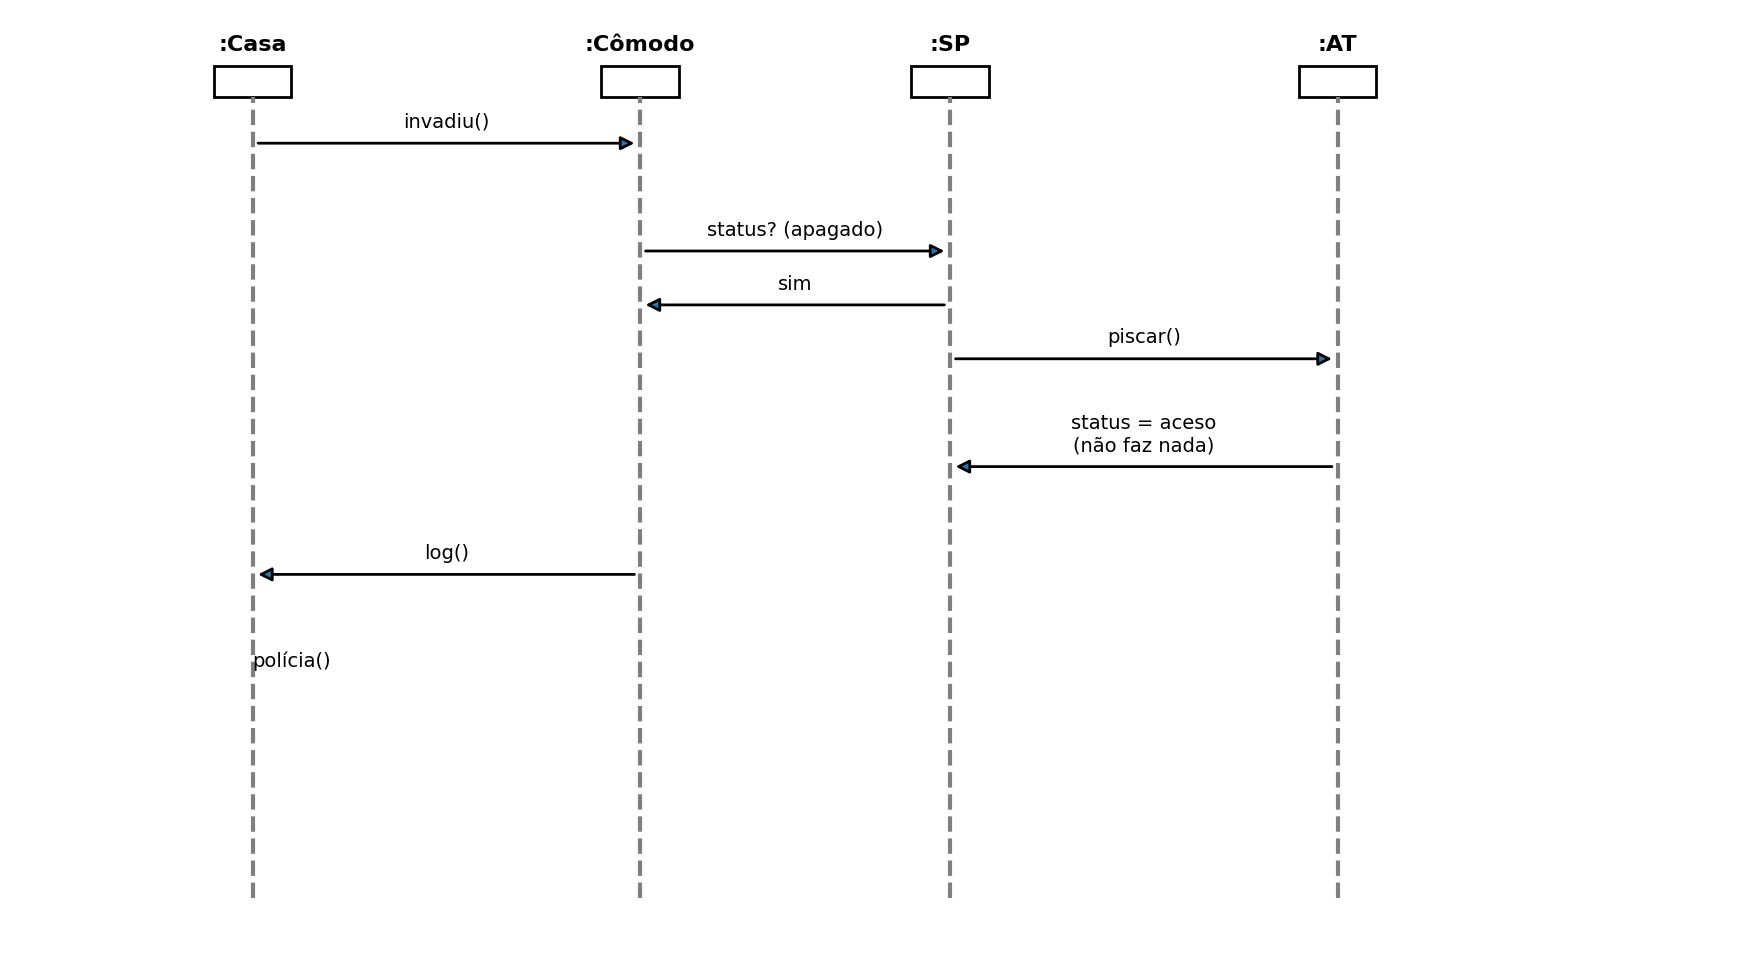 :Casa
:Cômodo
:SP
:AT
invadiu()
status? (apagado)
sim
piscar()
status = aceso
(não faz nada)
log()
polícia()